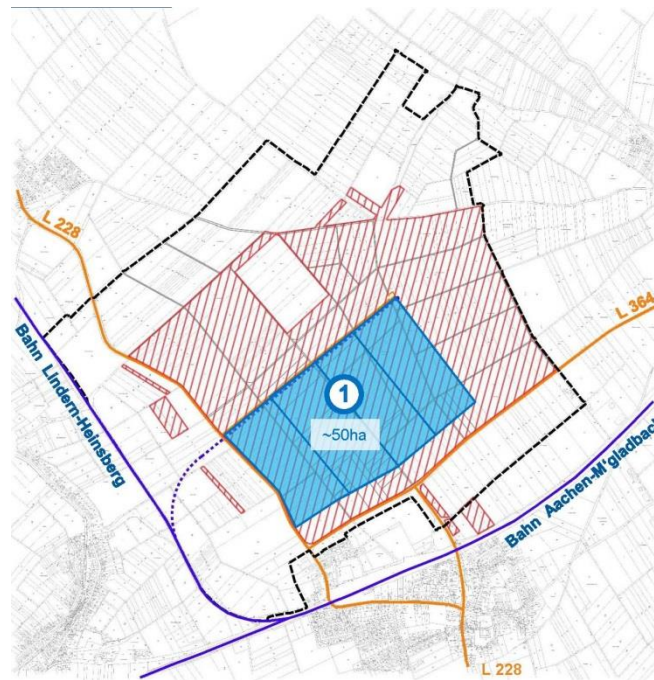 L 228
L 364
Bahn Lindern-Heinsberg
1
~50ha
Bahn Aachen-M'gladbach
L 228